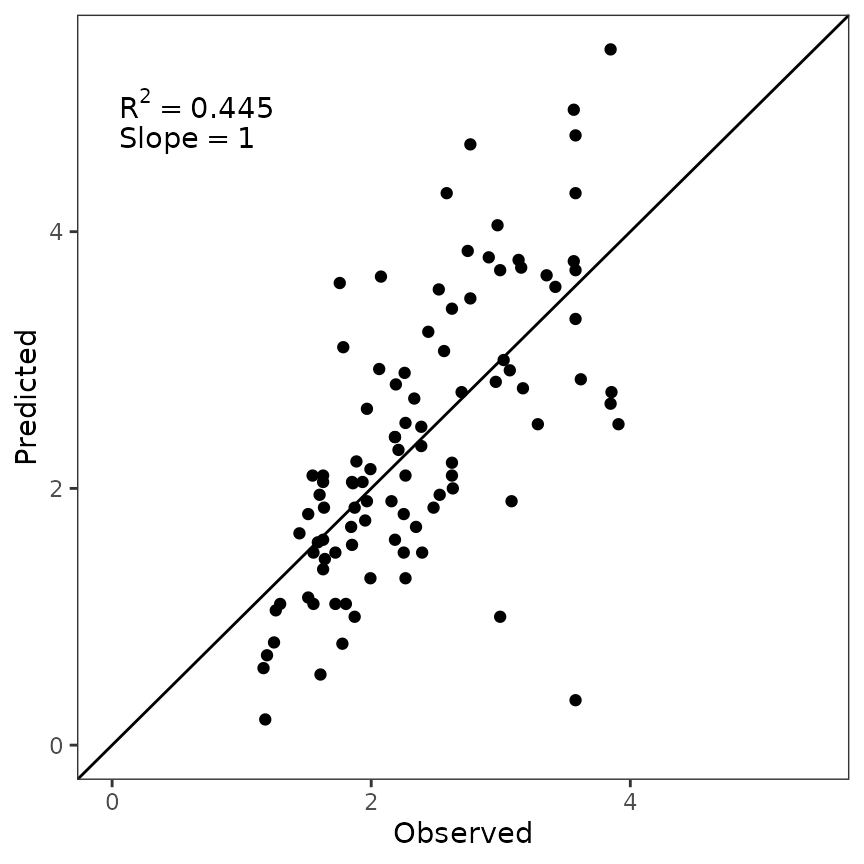 R² = 0.445
Slope = 1
4
2
0
Predicted
0 2 4
Observed